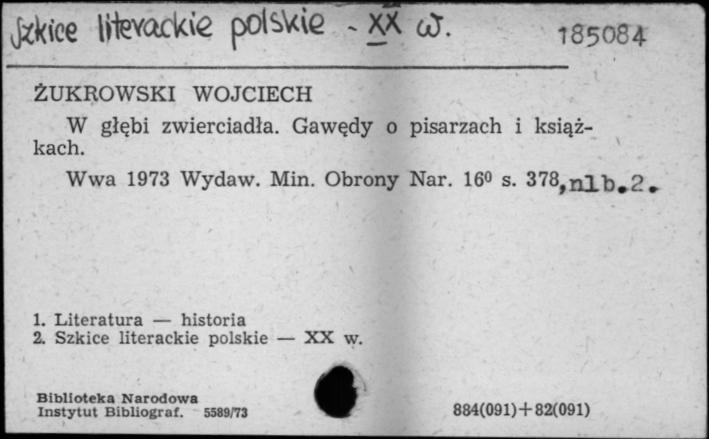 Szkice literackie polskie - XX w.
185084
ŻUKROWSKI WOJCIECH
W głębi zwierciadła. Gawędy o pisarzach i książ-
kach.
Wwa 1973 Wydaw. Min. Obrony Nar. 16⁰ s. 378, nlb. 2.
1. Literatura — historia
2. Szkice literackie polskie — XX w.
Biblioteka Narodowa
Instytut Bibliograf. 5589/73
884(091)+82(091)